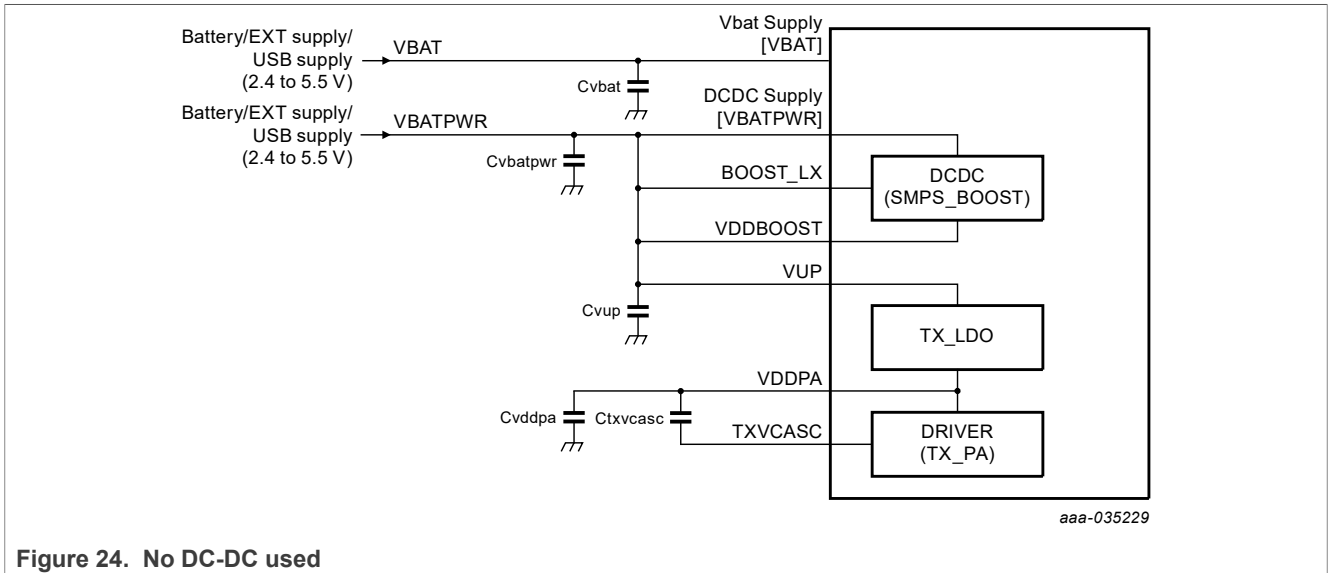 Battery/EXT supply/
USB supply
(2.4 to 5.5 V)
VBAT
Vbat Supply
[VBAT]
Cvbat
Battery/EXT supply/
USB supply
(2.4 to 5.5 V)
VBATPWR
DCDC Supply
[VBATPWR]
Cvbatpwr
BOOST_LX
DCDC
(SMPS_BOOST)
VDDBOOST
VUP
Cvup
TX_LDO
VDDPA
Cvddpa
Ctxvcasc
TXVCASC
DRIVER
(TX_PA)
aaa-035229
Figure 24. No DC-DC used